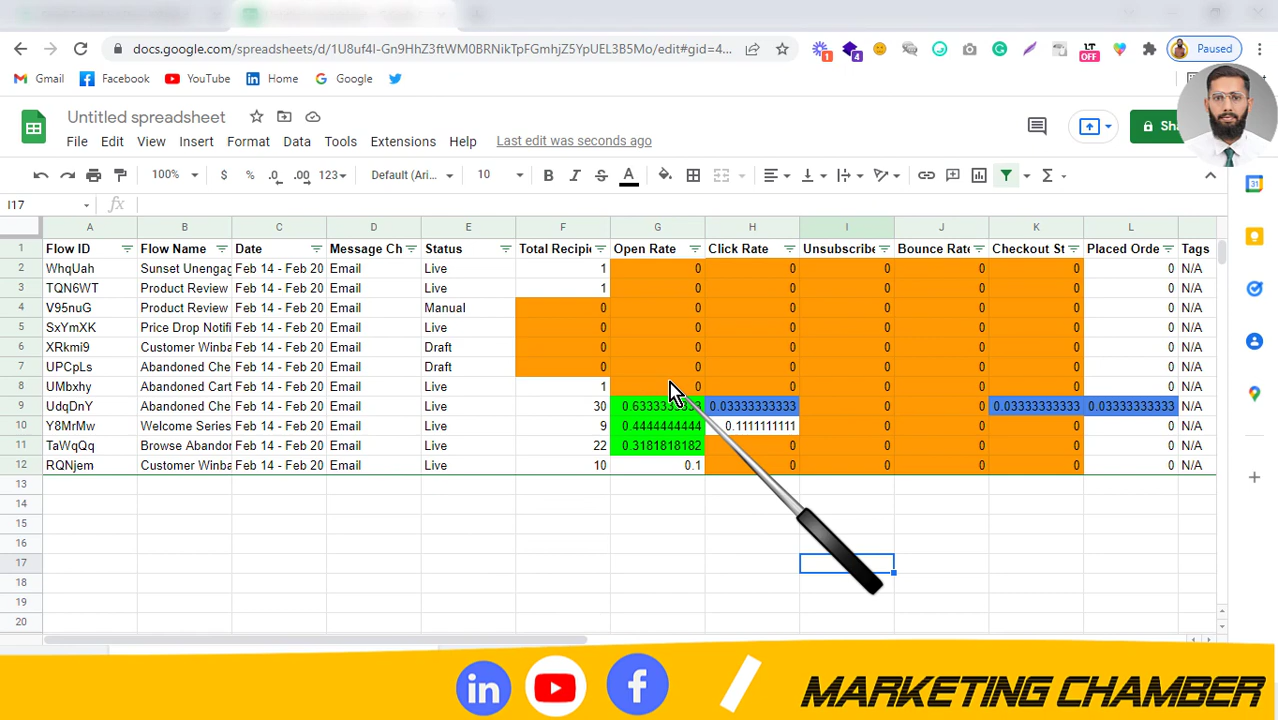 docs.google.com/spreadsheets/d/1U8uf4I-Gn9HhZ3ftWM0BRNikTpFGmhjZ5YpUEL3B5Mo/edit#gid=4...
1
4
LT
OFF
Paused
Gmail
Facebook
YouTube
Home
Google
Untitled spreadsheet
File Edit View Insert Format Data Tools Extensions Help Last edit was seconds ago
100% $ % .0 .00 123 Default (Ari... 10
I17 fx
31
A B C D E F G H I J K L
1 Flow ID Flow Name Date Message Ch Status Total Recipi Open Rate Click Rate Unsubscribe Bounce Rate Checkout St Placed Orde Tags
2 WhqUah Sunset Unengag Feb 14 - Feb 20 Email Live 1 0 0 0 0 0 0 N/A
3 TQN6WT Product Review Feb 14 - Feb 20 Email Live 1 0 0 0 0 0 0 N/A
4 V95nuG Product Review Feb 14 - Feb 20 Email Manual 0 0 0 0 0 0 0 N/A
5 SxYmXK Price Drop Notifi Feb 14 - Feb 20 Email Live 0 0 0 0 0 0 0 N/A
6 XRkmi9 Customer Winba Feb 14 - Feb 20 Email Draft 0 0 0 0 0 0 0 N/A
7 UPCpLs Abandoned Che Feb 14 - Feb 20 Email Draft 0 0 0 0 0 0 0 N/A
8 UMbxhy Abandoned Cart Feb 14 - Feb 20 Email Live 1 0 0 0 0 0 0 N/A
9 UdqDnY Abandoned Che Feb 14 - Feb 20 Email Live 30 0.03333333333 0 0 0.03333333333 0.03333333333 N/A
10 Y8MrMw Welcome Series Feb 14 - Feb 20 Email Live 9 0.4444444444 0.1111111111 0 0 0 0 N/A
11 TaWqQq Browse Abandon Feb 14 - Feb 20 Email Live 22 0.3181818182 0 0 0 0 0 N/A
12 RQNjem Customer Winba Feb 14 - Feb 20 Email Live 10 0.1 0 0 0 0 0 N/A
13
14
15
16
17
18
19
20
in
f
MARKETING CHAMBER